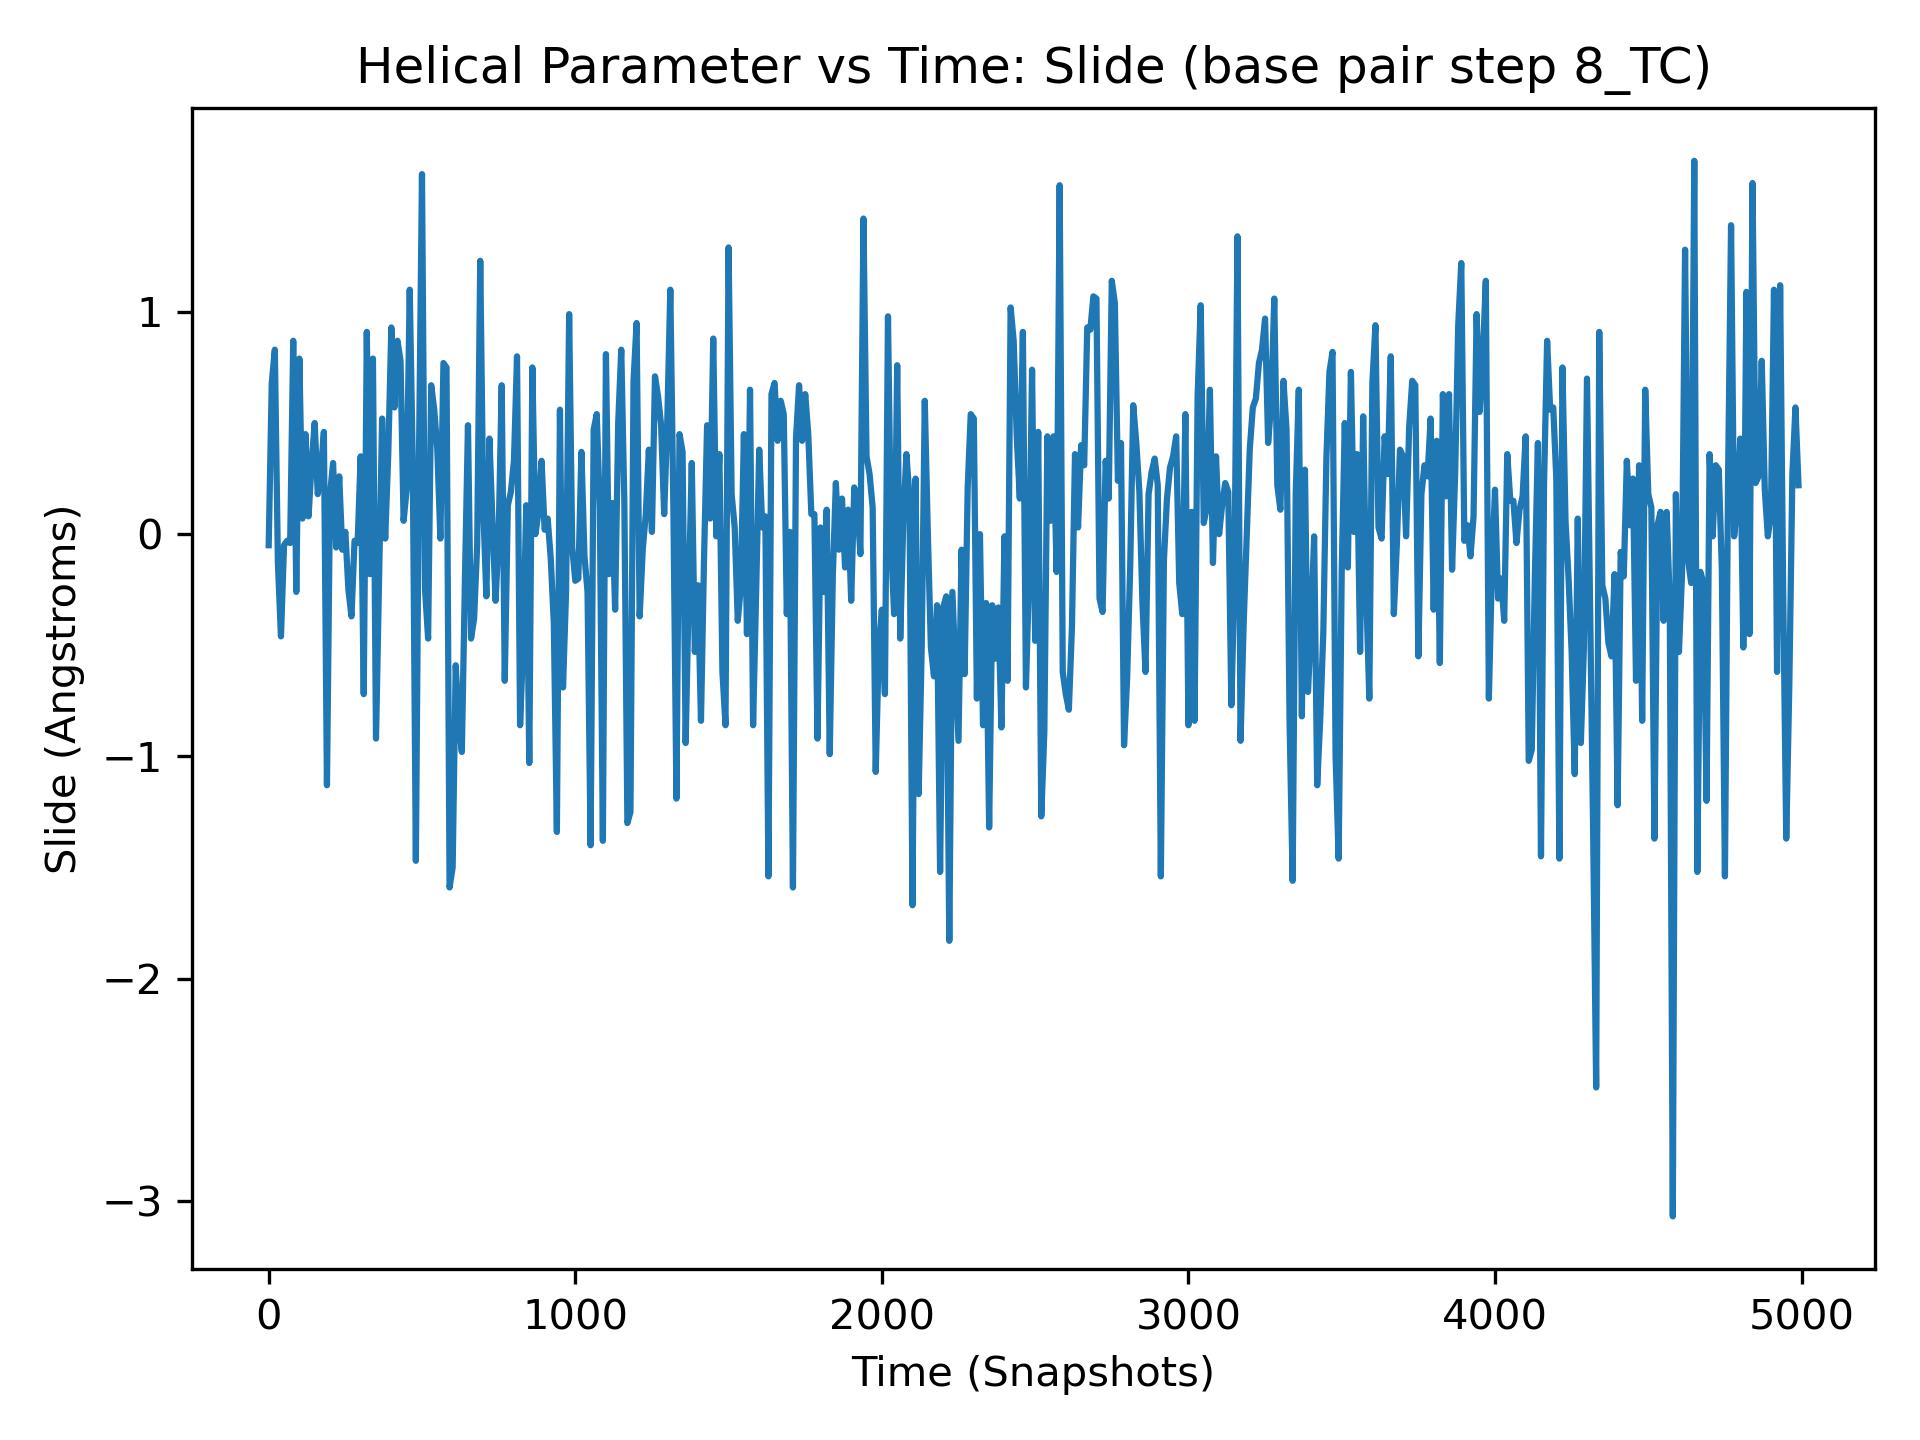 Helical Parameter vs Time: Slide (base pair step 8_TC)
Slide (Angstroms)
1
0
−1
−2
−3
0 1000 2000 3000 4000 5000
Time (Snapshots)